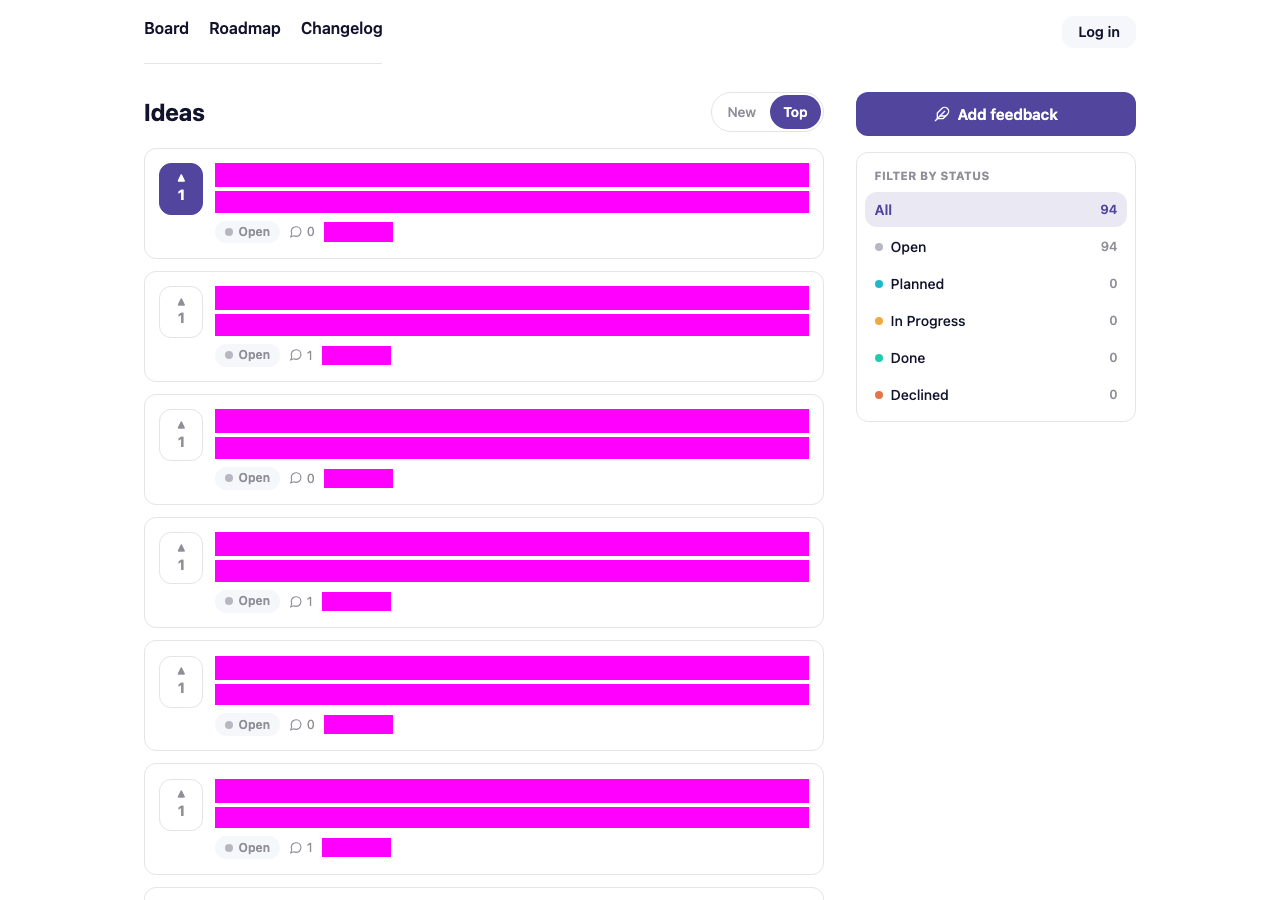 Board Roadmap Changelog
Log in
Ideas
New Top
▲
1
Open 0
▲
1
Open 1
▲
1
Open 0
▲
1
Open 1
▲
1
Open 0
▲
1
Open 1
Add feedback
FILTER BY STATUS
All 94
Open 94
Planned 0
In Progress 0
Done 0
Declined 0